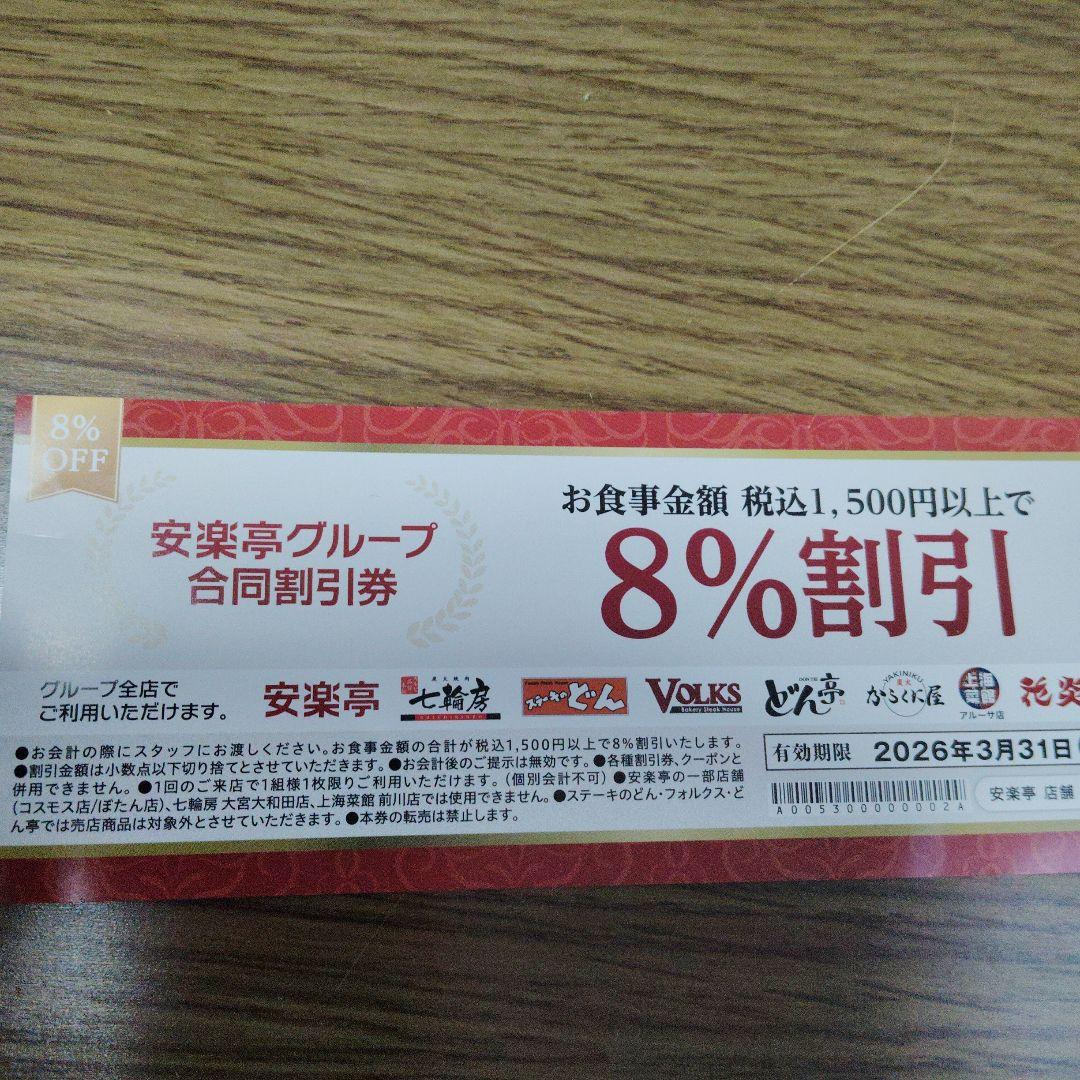 8%
OFF
安楽亭グループ
合同割引券
お食事金額 税込1,500円以上で
8%割引
グループ全店で
ご利用いただけます。
安楽亭
炭火焼肉
七輪房
ステーキのどん
VOLKS
Bakery Steak House
どん亭
YAKINIKU
炭火
からくに屋
上海菜館
アルーサ店
花炎
●お会計の際にスタッフにお渡しください。お食事金額の合計が税込1,500円以上で8%割引いたします。
●割引金額は小数点以下切り捨てとさせていただきます。●お会計後のご提示は無効です。●各種割引券、クーポンと
併用できません。●1回のご来店で1組様1枚限りご利用いただけます。(個別会計不可)●安楽亭の一部店舗
(コスモス店/ぼたん店)、七輪房 大宮大和田店、上海菜館 前川店では使用できません。●ステーキのどん・フォルクス・ど
ん亭では売店商品は対象外とさせていただきます。●本券の転売は禁止します。
有効期限 2026年3月31日
A005300000002A
安楽亭 店舗